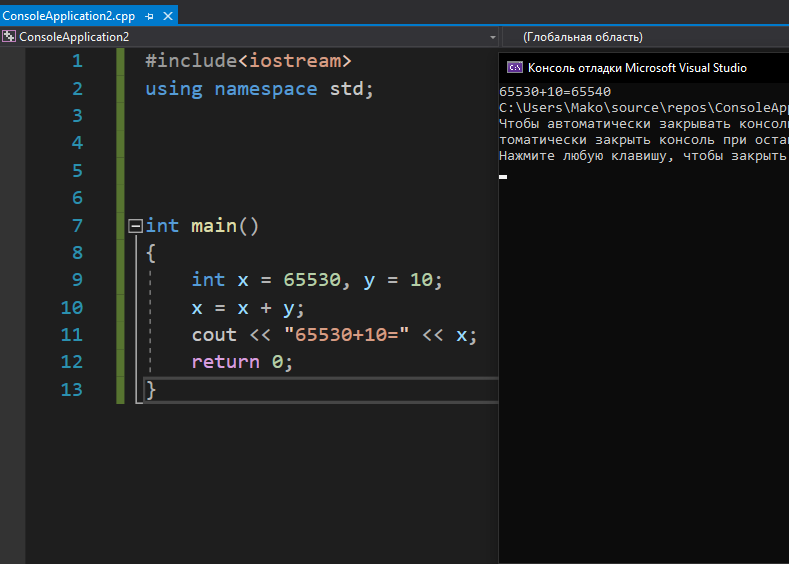 ConsoleApplication2.cpp
ConsoleApplication2
(Глобальная область)
1 #include<iostream>
2 using namespace std;
3
4
5
6
7 int main()
8 {
9 int x = 65530, y = 10;
10 x = x + y;
11 cout << "65530+10=" << x;
12 return 0;
13 }
Консоль отладки Microsoft Visual Studio
65530+10=65540
C:\Users\Mako\source\repos\ConsoleApp
Чтобы автоматически закрывать
томатически закрыть консоль при
Нажмите любую клавишу, чтобы закрыть